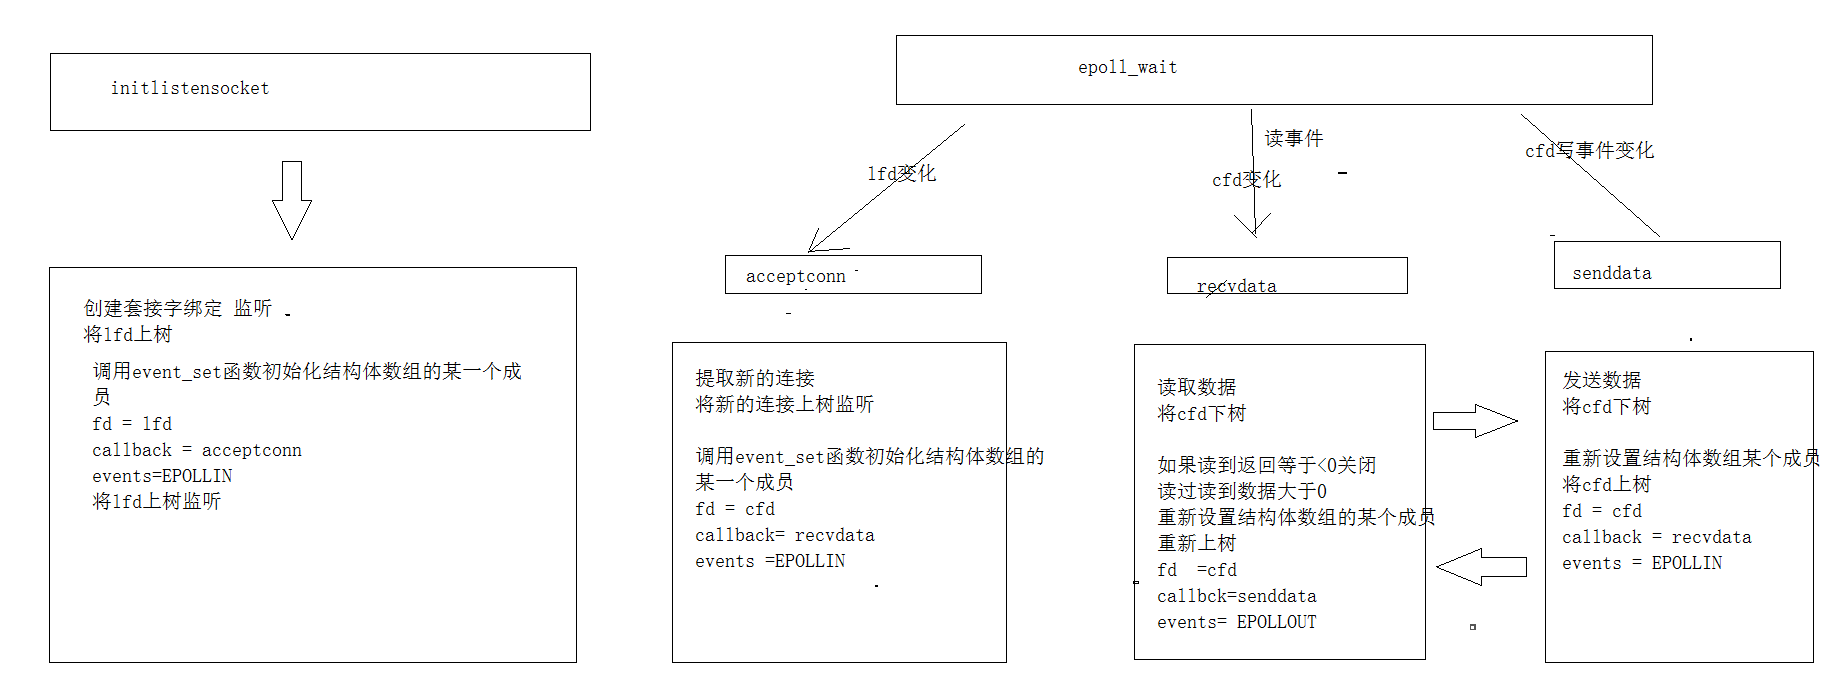 initlistensocket
创建套接字绑定 监听
将lfd上树
调用event_set函数初始化结构体数组的某一个成
员
fd = lfd
callback = acceptconn
events=EPOLLIN
将lfd上树监听
epoll_wait
lfd变化
读事件
cfd变化
cfd写事件变化
acceptconn
提取新的连接
将新的连接上树监听
调用event_set函数初始化结构体数组的
某一个成员
fd = cfd
callback= recvdata
events =EPOLLIN
recvdata
读取数据
将cfd下树
如果读到返回等于<0关闭
读过读到数据大于0
重新设置结构体数组的某个成员
重新上树
fd  =cfd
callbck=senddata
events= EPOLLOUT
senddata
发送数据
将cfd下树
重新设置结构体数组某个成员
将cfd上树
fd = cfd
callback = recvdata
events = EPOLLIN